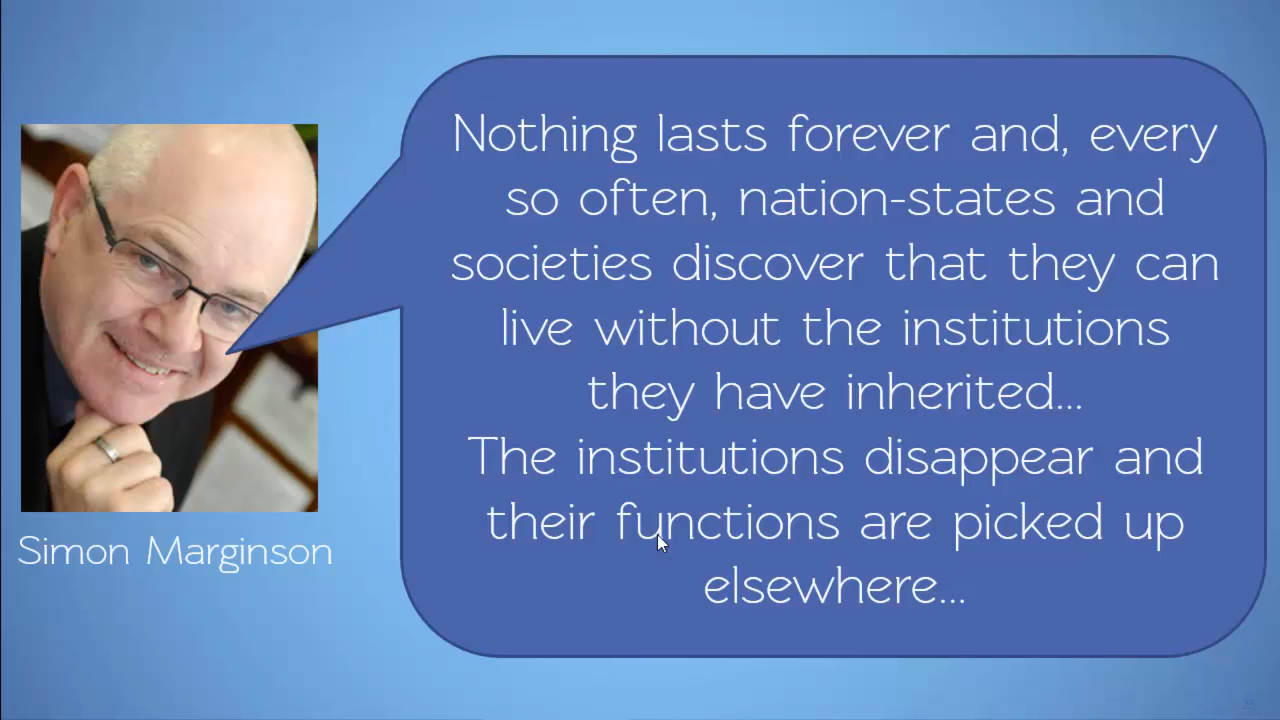 Nothing lasts forever and, every
so often, nation-states and
societies discover that they can
live without the institutions
they have inherited...
The institutions disappear and
their functions are picked up
elsewhere...
Simon Marginson
25